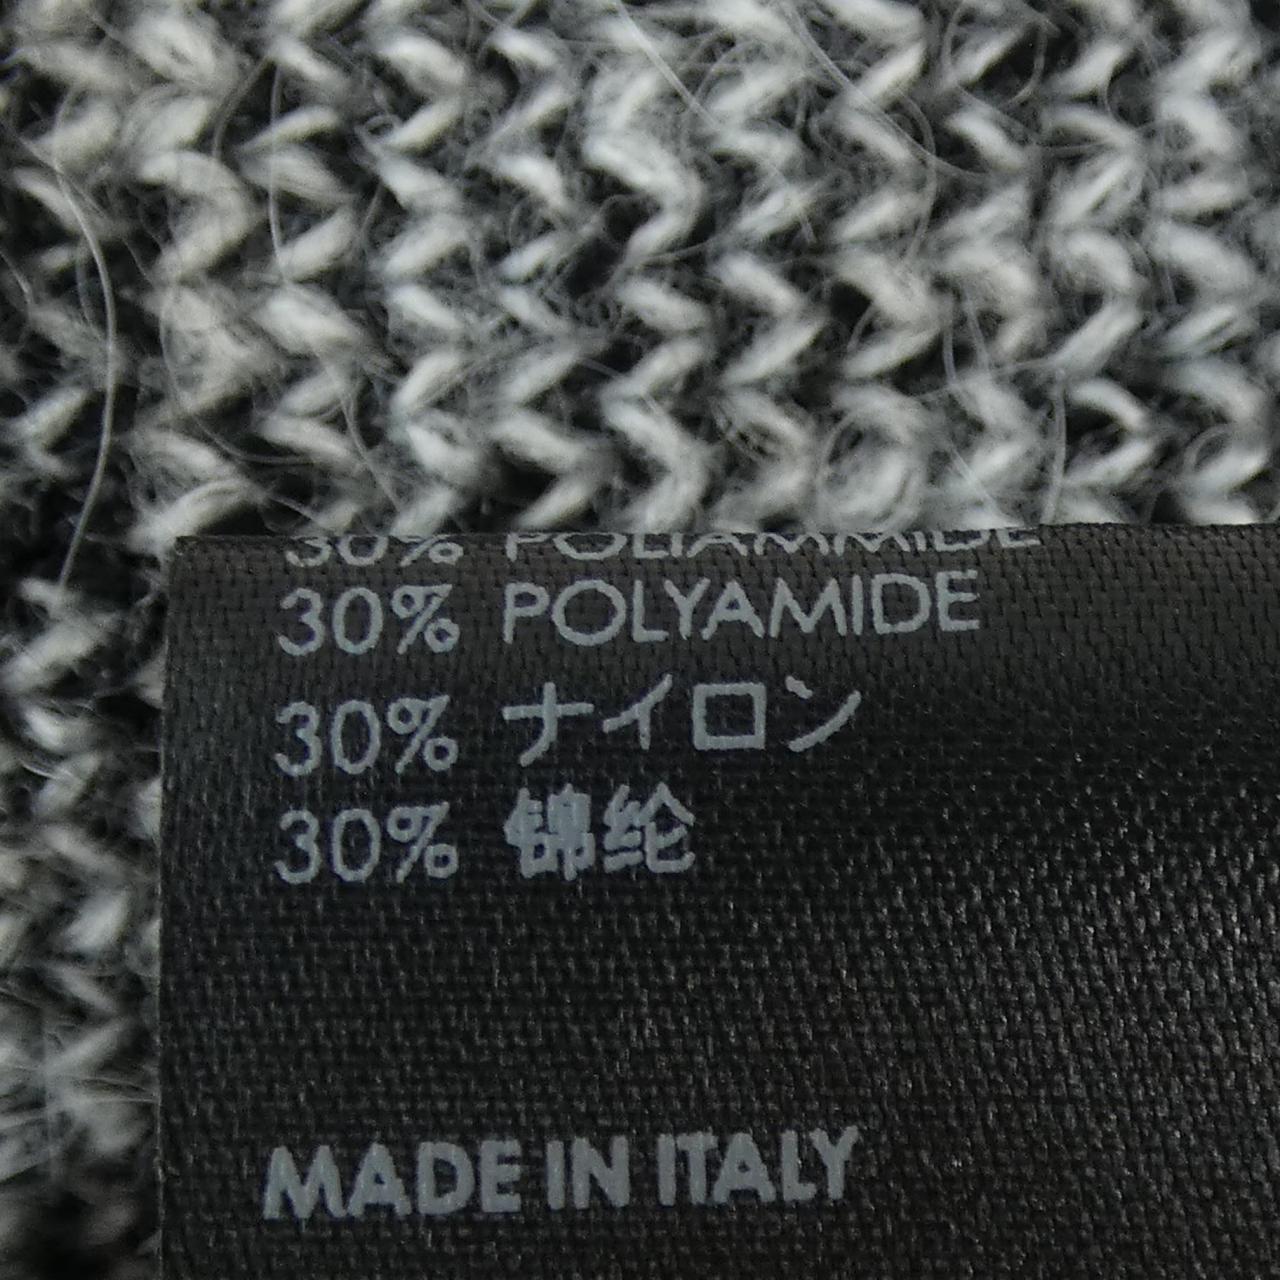 30% POLIAMMIDE
30% POLYAMIDE
30% ナイロン
30% 锦纶
MADE IN ITALY